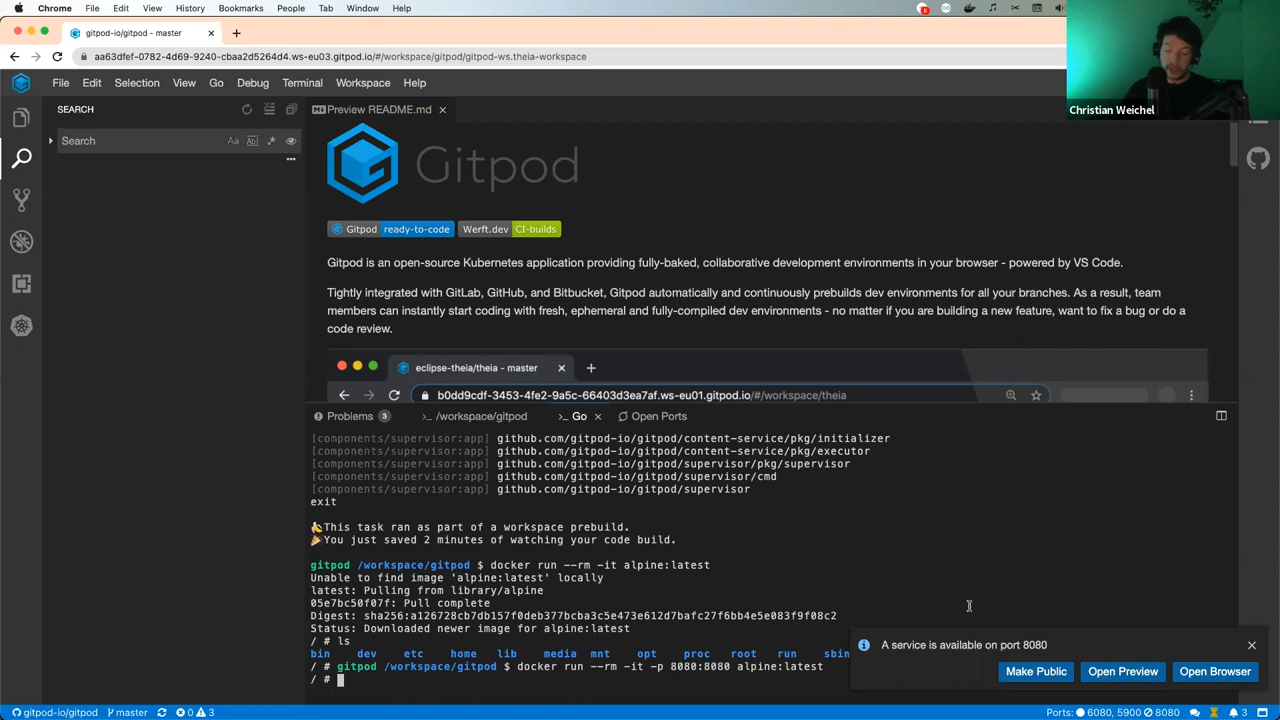 Chrome File Edit View History Bookmarks People Tab Window Help
8
gitpod-io/gitpod - master
aa63dfef-0782-4d69-9240-cbaa2d5264d4.ws-eu03.gitpod.io/#/workspace/gitpod/gitpod-ws.theia-workspace
File Edit Selection View Go Debug Terminal Workspace Help
Christian Weichel
SEARCH
Preview README.md
Search
Aa Abl .*
Gitpod
Gitpod ready-to-code Werft.dev CI-builds
Gitpod is an open-source Kubernetes application providing fully-baked, collaborative development environments in your browser - powered by VS Code.
Tightly integrated with GitLab, GitHub, and Bitbucket, Gitpod automatically and continuously prebuilds dev environments for all your branches. As a result, team
members can instantly start coding with fresh, ephemeral and fully-compiled dev environments - no matter if you are building a new feature, want to fix a bug or do a
code review.
eclipse-theia/theia - master
b0dd9cdf-3453-4fe2-9a5c-66403d3ea7af.ws-eu01.gitpod.io/#/workspace/theia
Problems 3 >_ /workspace/gitpod >_ Go Open Ports
[components/supervisor:app] github.com/gitpod-io/gitpod/content-service/pkg/initializer
[components/supervisor:app] github.com/gitpod-io/gitpod/content-service/pkg/executor
[components/supervisor:app] github.com/gitpod-io/gitpod/supervisor/pkg/supervisor
[components/supervisor:app] github.com/gitpod-io/gitpod/supervisor/cmd
[components/supervisor:app] github.com/gitpod-io/gitpod/supervisor
exit
🍌This task ran as part of a workspace prebuild.
🎉You just saved 2 minutes of watching your code build.
gitpod /workspace/gitpod $ docker run --rm -it alpine:latest
Unable to find image 'alpine:latest' locally
latest: Pulling from library/alpine
05e7bc50f07f: Pull complete
Digest: sha256:a126728cb7db157f0deb377bcba3c5e473e612d7bafc27f6bb4e5e083f9f08c2
Status: Downloaded newer image for alpine:latest
/ # ls
bin dev etc home lib media mnt opt proc root run sbin
/ # gitpod /workspace/gitpod $ docker run --rm -it -p 8080:8080 alpine:latest
/ #
A service is available on port 8080
Make Public Open Preview Open Browser
gitpod-io/gitpod master 0 3 Ports: 6080, 5900 8080 3